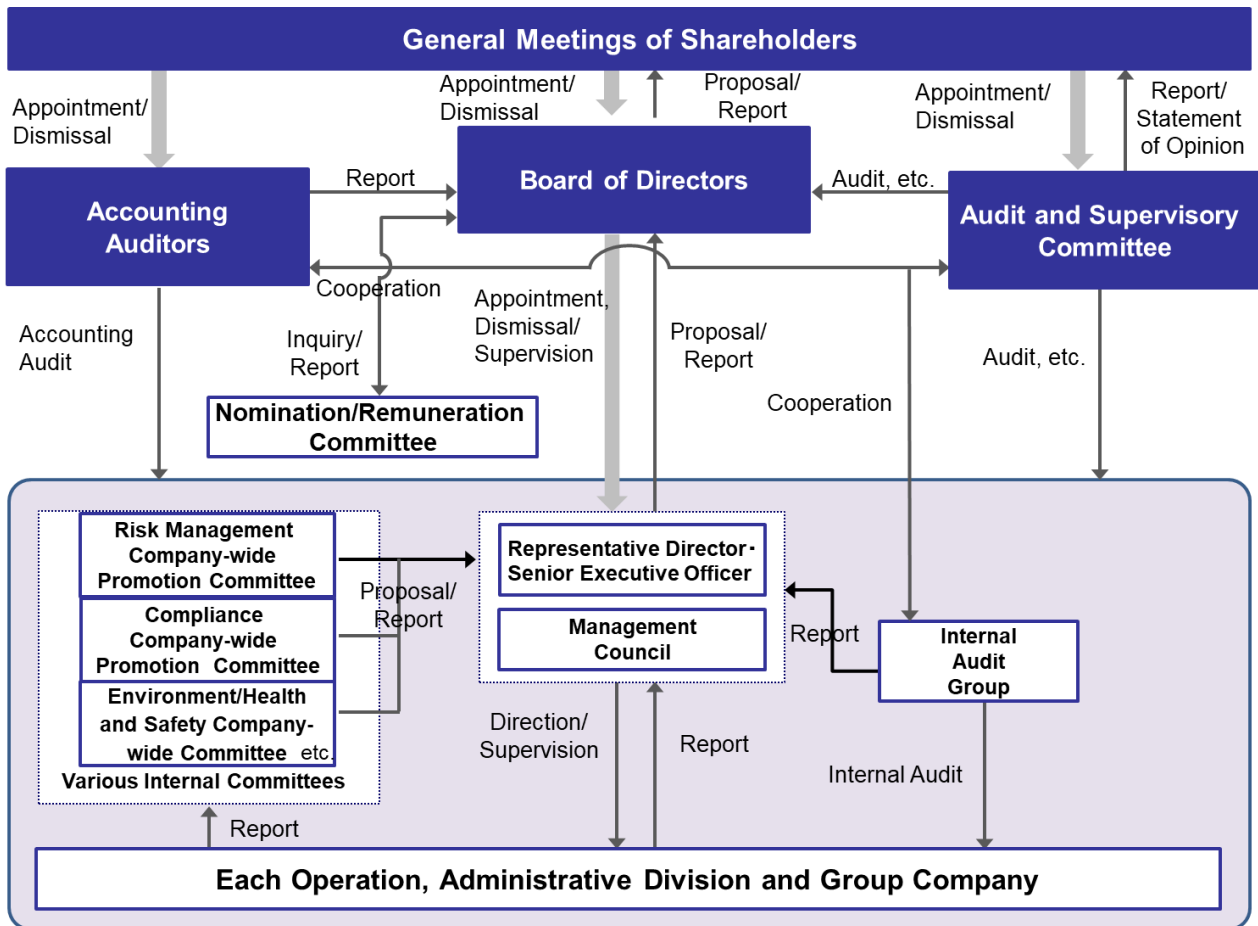 General Meetings of Shareholders
Appointment/
Dismissal
Appointment/
Dismissal
Proposal/
Report
Appointment/
Dismissal
Report/
Statement
of Opinion
Accounting
Auditors
Report
Board of Directors
Audit, etc.
Audit and Supervisory
Committee
Cooperation
Accounting
Audit
Inquiry/
Report
Appointment,
Dismissal/
Supervision
Proposal/
Report
Cooperation
Audit, etc.
Nomination/Remuneration
Committee
Risk Management
Company-wide
Promotion Committee
Compliance
Company-wide
Promotion Committee
Environment/Health
and Safety Company-
wide Committee etc.
Various Internal Committees
Proposal/
Report
Representative Director・
Senior Executive Officer
Management
Council
Report
Internal
Audit
Group
Direction/
Supervision
Report
Internal Audit
Report
Each Operation, Administrative Division and Group Company